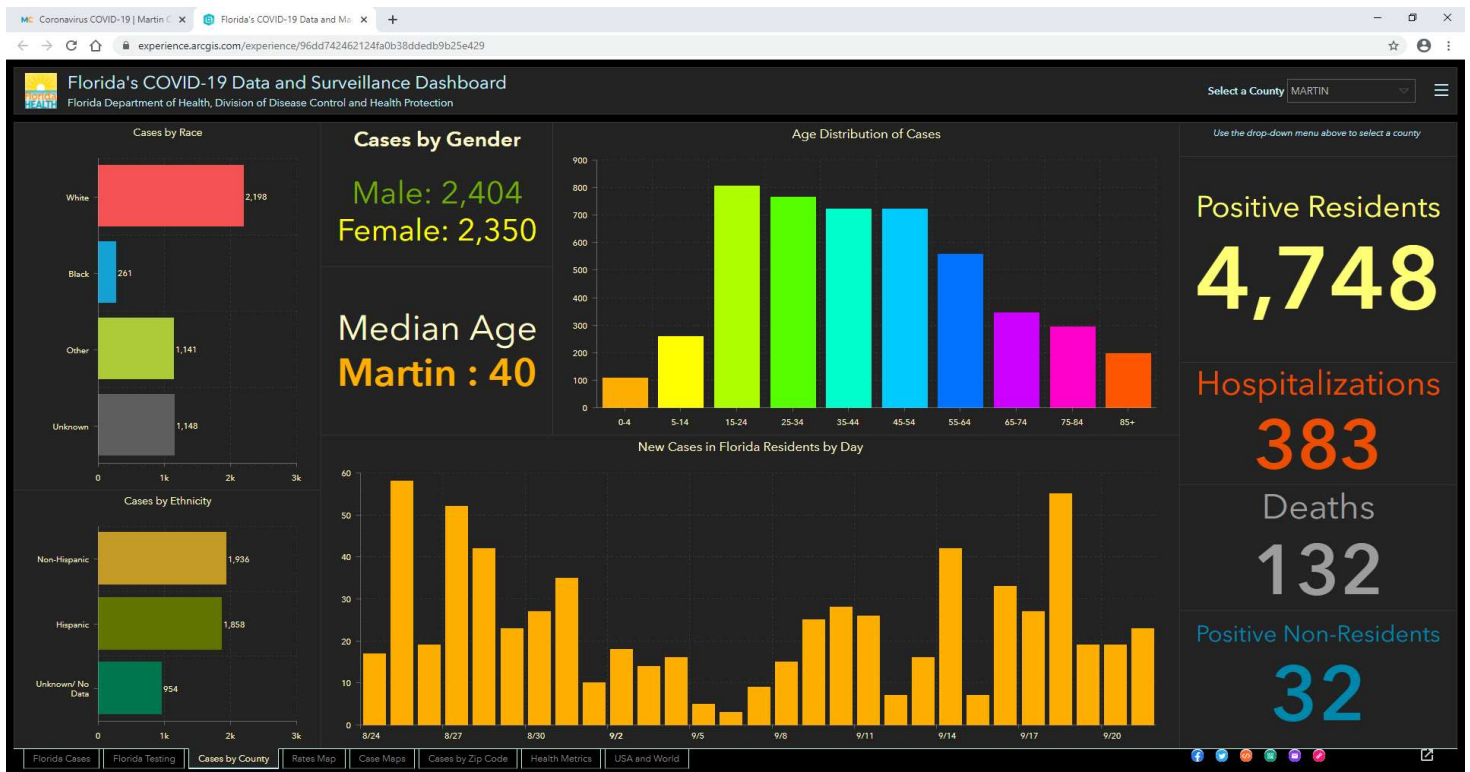 Coronavirus COVID-19 | Martin C
Florida's COVID-19 Data and Ma
experience.arcgis.com/experience/96dd742462124fa0b38ddedb9b25e429
Florida HEALTH
Florida's COVID-19 Data and Surveillance Dashboard
Florida Department of Health, Division of Disease Control and Health Protection
Select a County MARTIN
Cases by Race
White 2,198
Black 261
Other 1,141
Unknown 1,148
0 1k 2k 3k
Cases by Ethnicity
Non-Hispanic 1,936
Hispanic 1,858
Unknown/ No
Data
954
0 1k 2k 3k
Cases by Gender
Male: 2,404
Female: 2,350
Median Age
Martin : 40
Age Distribution of Cases
900
800
700
600
500
400
300
200
100
0
0-4 5-14 15-24 25-34 35-44 45-54 55-64 65-74 75-84 85+
New Cases in Florida Residents by Day
60
50
40
30
20
10
0
8/24 8/27 8/30 9/2 9/5 9/8 9/11 9/14 9/17 9/20
Use the drop-down menu above to select a county
Positive Residents
4,748
Hospitalizations
383
Deaths
132
Positive Non-Residents
32
Florida Cases Florida Testing Cases by County Rates Map Case Maps Cases by Zip Code Health Metrics USA and World